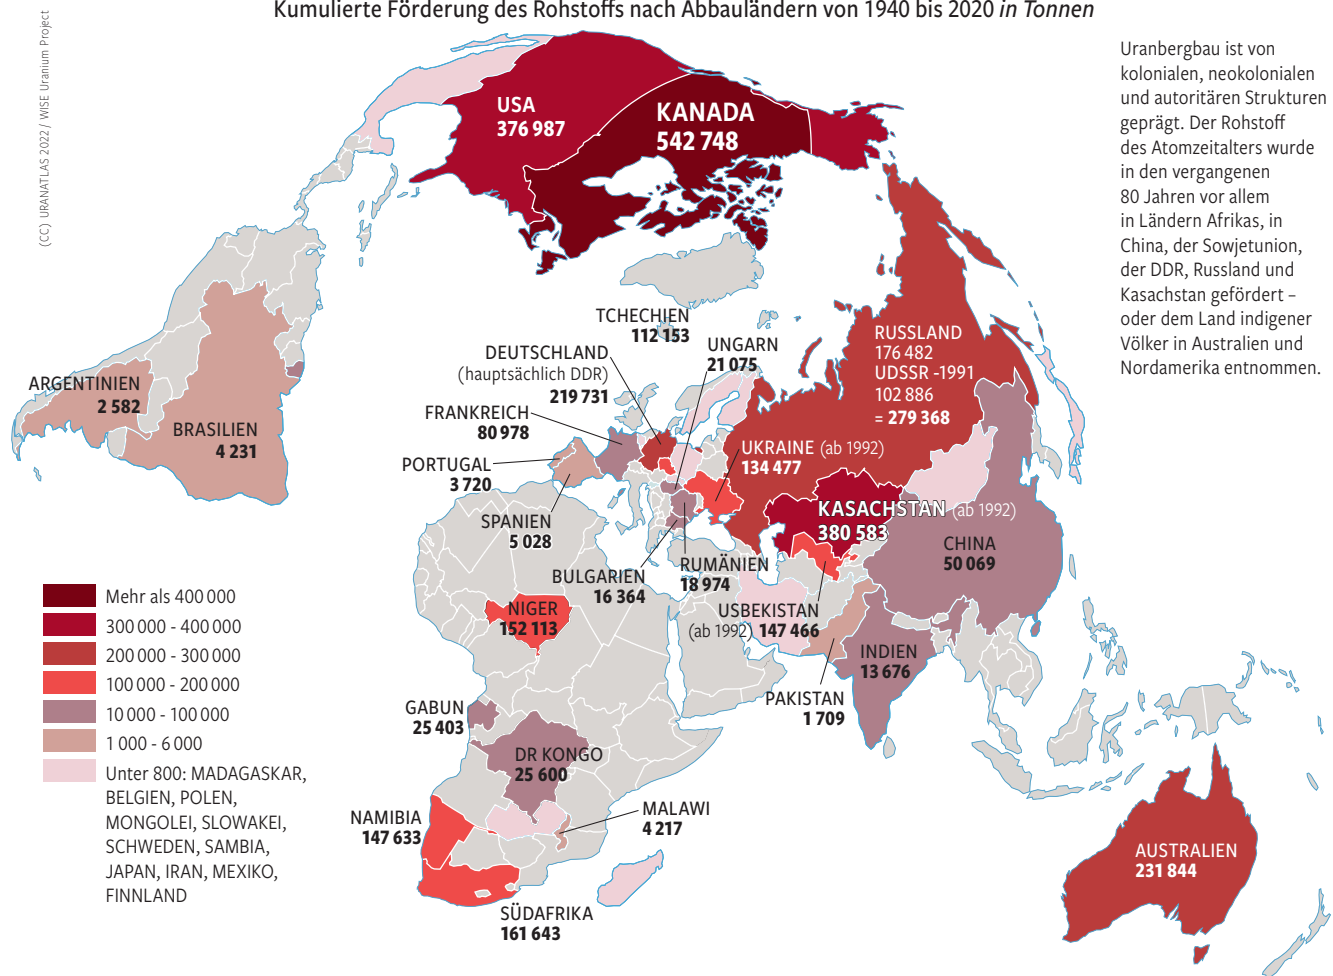 Kumulierte Förderung des Rohstoffs nach Abbauländern von 1940 bis 2020 in Tonnen
(CC) URANATLAS 2022 / WISE Uranium Project
Uranbergbau ist von
kolonialen, neokolonialen
und autoritären Strukturen
geprägt. Der Rohstoff
des Atomzeitalters wurde
in den vergangenen
80 Jahren vor allem
in Ländern Afrikas, in
China, der Sowjetunion,
der DDR, Russland und
Kasachstan gefördert –
oder dem Land indigener
Völker in Australien und
Nordamerika entnommen.
USA
376 987
KANADA
542 748
TCHECHIEN
112 153
UNGARN
21 075
DEUTSCHLAND
(hauptsächlich DDR)
219 731
FRANKREICH
80 978
PORTUGAL
3 720
SPANIEN
5 028
BULGARIEN
16 364
RUMÄNIEN
18 974
RUSSLAND
176 482
UDSSR -1991
102 886
= 279 368
UKRAINE (ab 1992)
134 477
KASACHSTAN (ab 1992)
380 583
CHINA
50 069
USBEKISTAN
(ab 1992) 147 466
INDIEN
13 676
PAKISTAN
1 709
ARGENTINIEN
2 582
BRASILIEN
4 231
NIGER
152 113
GABUN
25 403
DR KONGO
25 600
NAMIBIA
147 633
MALAWI
4 217
SÜDAFRIKA
161 643
AUSTRALIEN
231 844
Mehr als 400 000
300 000 - 400 000
200 000 - 300 000
100 000 - 200 000
10 000 - 100 000
1 000 - 6 000
Unter 800: MADAGASKAR,
BELGIEN, POLEN,
MONGOLEI, SLOWAKEI,
SCHWEDEN, SAMBIA,
JAPAN, IRAN, MEXIKO,
FINNLAND